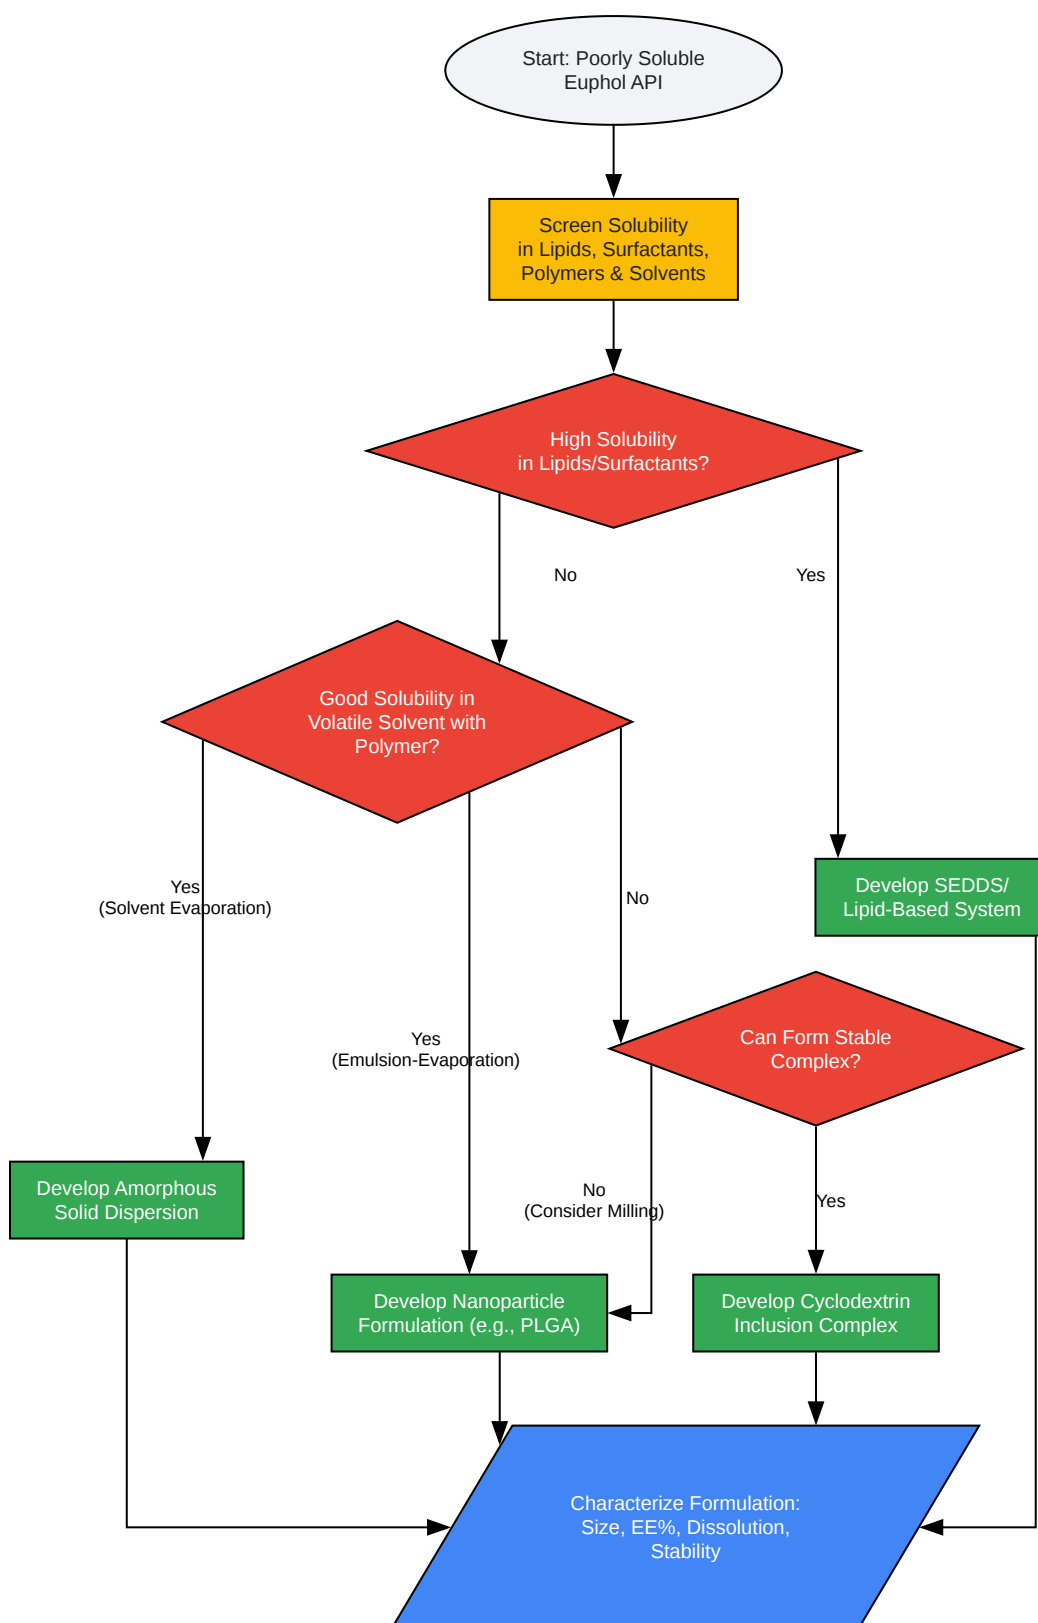 Start: Poorly Soluble
Euphol API
Screen Solubility
in Lipids, Surfactants,
Polymers & Solvents
High Solubility
in Lipids/Surfactants?
No
Yes
Good Solubility in
Volatile Solvent with
Polymer?
Yes
(Solvent Evaporation)
No
Develop SEDDS/
Lipid-Based System
Yes
(Emulsion-Evaporation)
Can Form Stable
Complex?
Develop Amorphous
Solid Dispersion
No
(Consider Milling)
Yes
Develop Nanoparticle
Formulation (e.g., PLGA)
Develop Cyclodextrin
Inclusion Complex
Characterize Formulation:
Size, EE%, Dissolution,
Stability